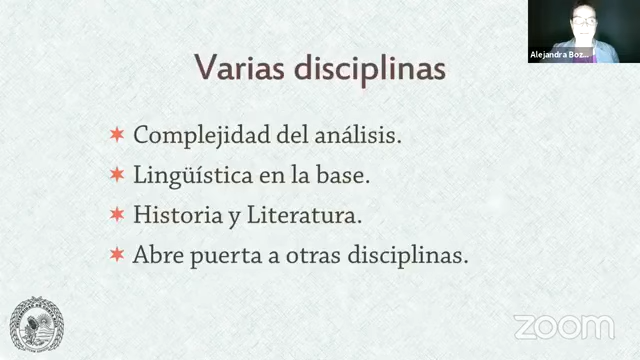 Varias disciplinas
Alejandra Boz...
Complejidad del análisis.
Lingüística en la base.
Historia y Literatura.
Abre puerta a otras disciplinas.
zoom